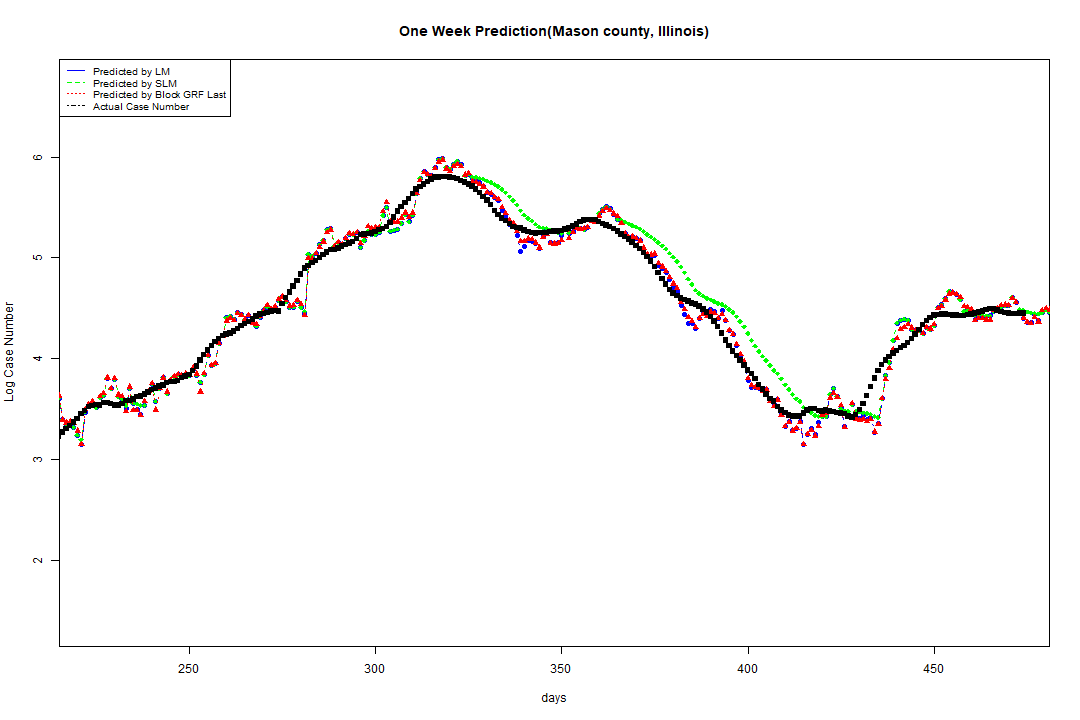 One Week Prediction(Mason county, Illinois)
Predicted by LM
Predicted by SLM
Predicted by Block GRF Last
Actual Case Number
6
5
4
3
2
Log Case Number
250 300 350 400 450
days